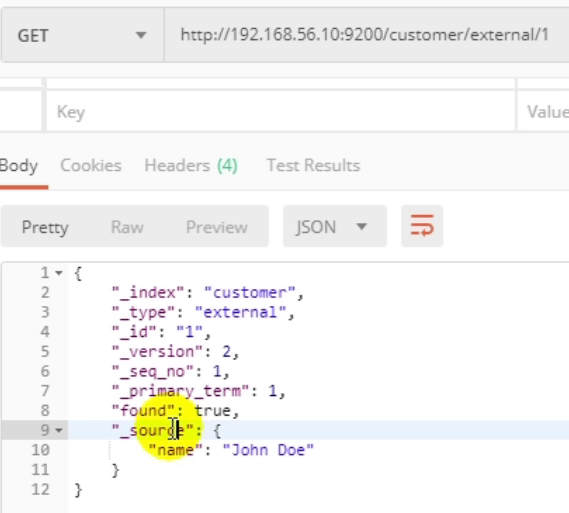 GET http://192.168.56.10:9200/customer/external/1
Key Value
Body Cookies Headers (4) Test Results
Pretty Raw Preview JSON
1 {
2 "_index": "customer",
3 "_type": "external",
4 "_id": "1",
5 "_version": 2,
6 "_seq_no": 1,
7 "_primary_term": 1,
8 "found": true,
9 "_source": {
10 "name": "John Doe"
11 }
12 }